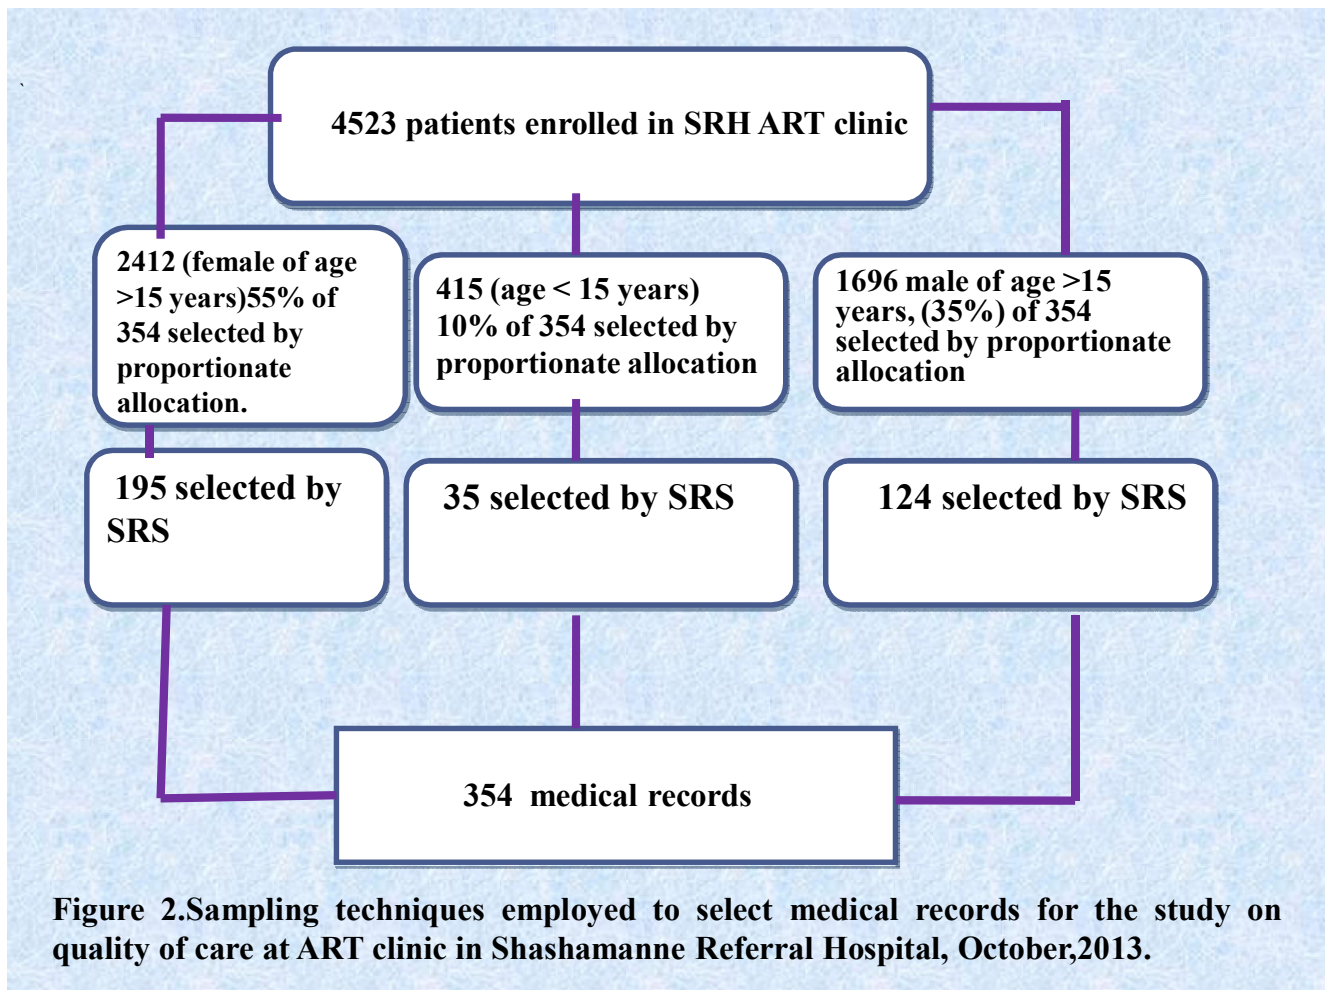 4523 patients enrolled in SRH ART clinic
2412 (female of age
>15 years)55% of
354 selected by
proportionate
allocation.
415 (age < 15 years)
10% of 354 selected by
proportionate allocation
1696 male of age >15
years, (35%) of 354
selected by proportionate
allocation
195 selected by
SRS
35 selected by SRS
124 selected by SRS
354 medical records
Figure 2.Sampling techniques employed to select medical records for the study on
quality of care at ART clinic in Shashamanne Referral Hospital, October,2013.